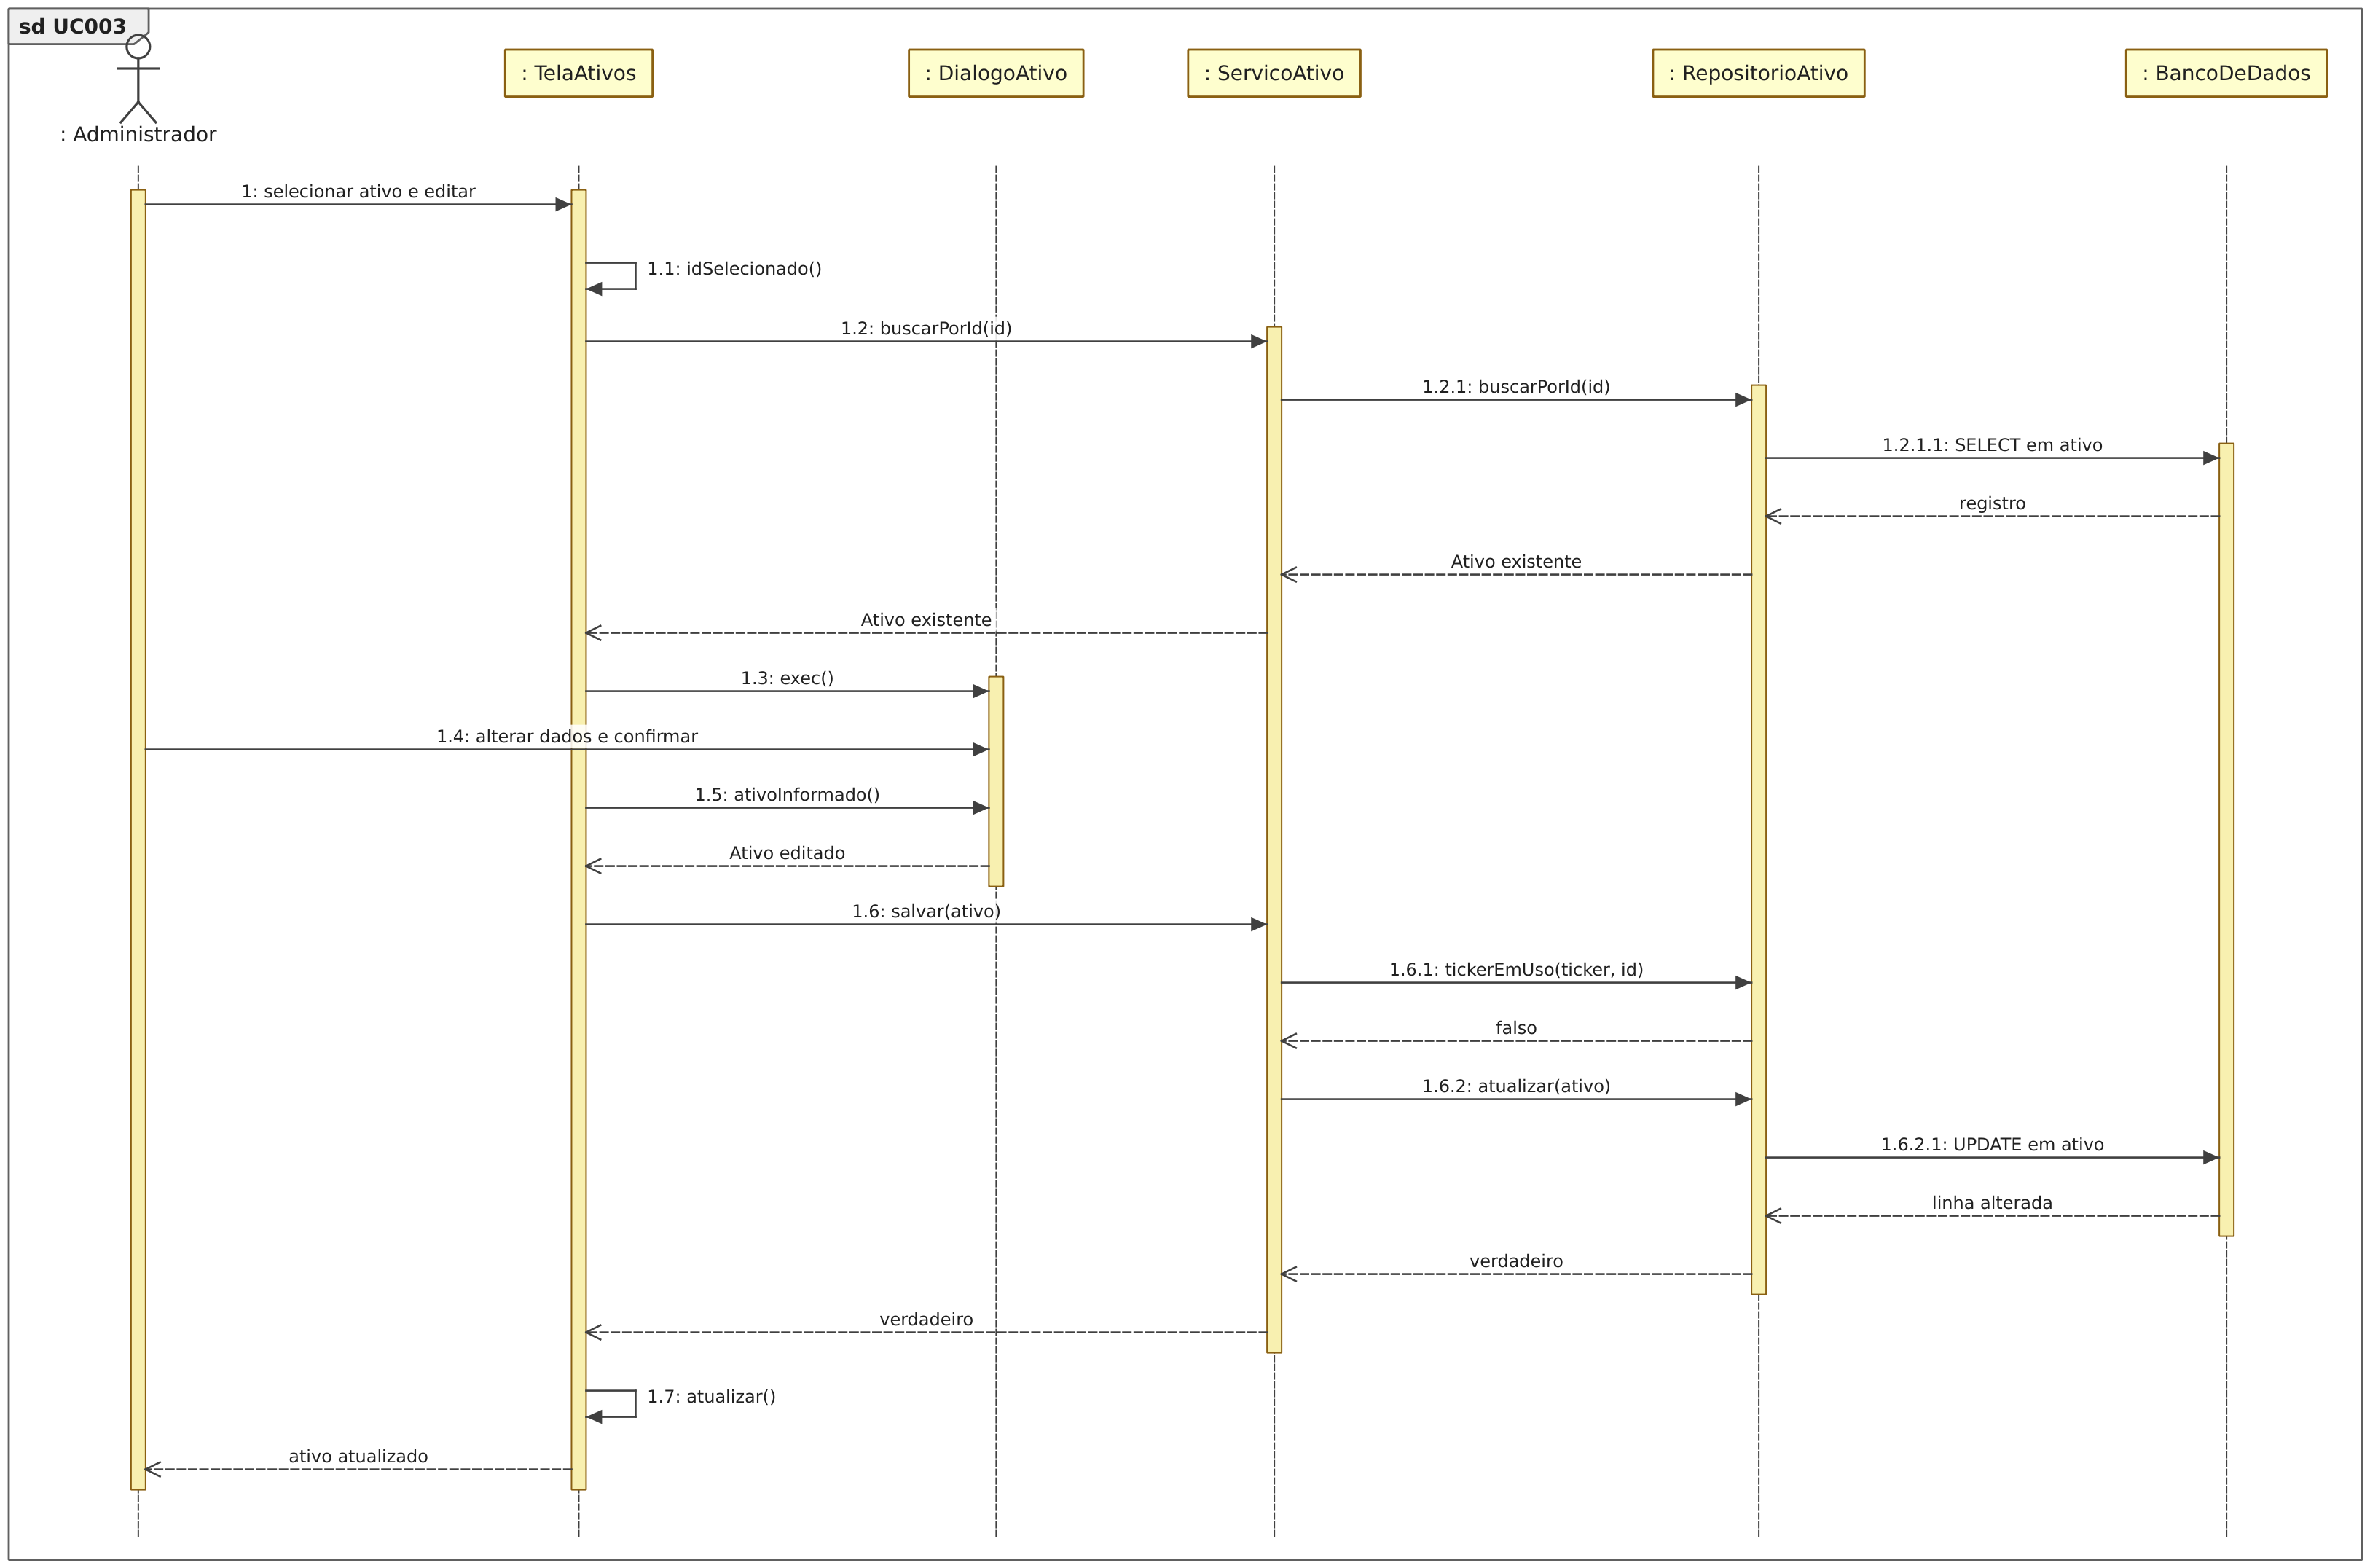 sd UC003
: Administrador
: TelaAtivos
: DialogoAtivo
: ServicoAtivo
: RepositorioAtivo
: BancoDeDados
1: selecionar ativo e editar
1.1: idSelecionado()
1.2: buscarPorId(id)
1.2.1: buscarPorId(id)
1.2.1.1: SELECT em ativo
registro
Ativo existente
Ativo existente
1.3: exec()
1.4: alterar dados e confirmar
1.5: ativoInformado()
Ativo editado
1.6: salvar(ativo)
1.6.1: tickerEmUso(ticker, id)
falso
1.6.2: atualizar(ativo)
1.6.2.1: UPDATE em ativo
linha alterada
verdadeiro
verdadeiro
1.7: atualizar()
ativo atualizado